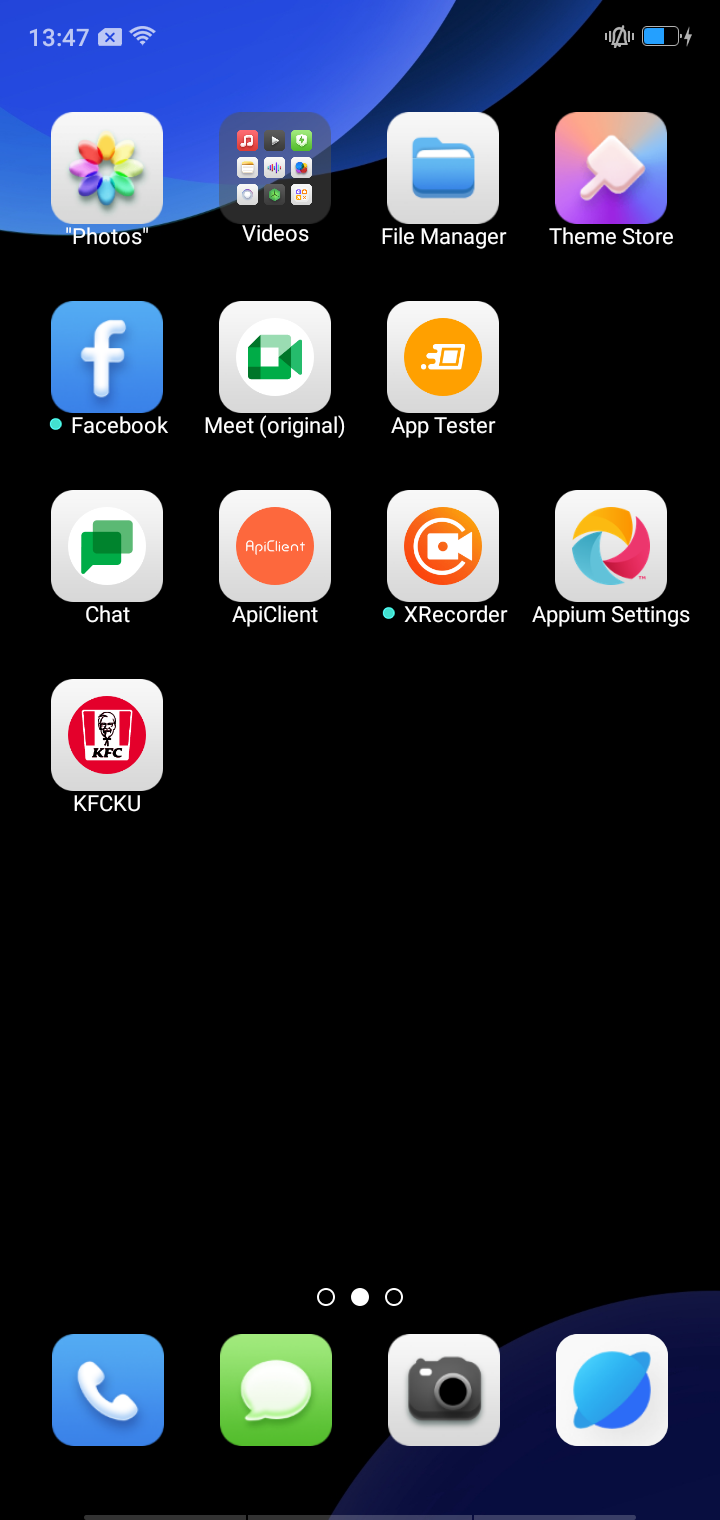 13:47
"Photos"
Videos
File Manager
Theme Store
Facebook
Meet (original)
App Tester
ApiClient
Chat
ApiClient
XRecorder
Appium Settings
KFC
KFCKU